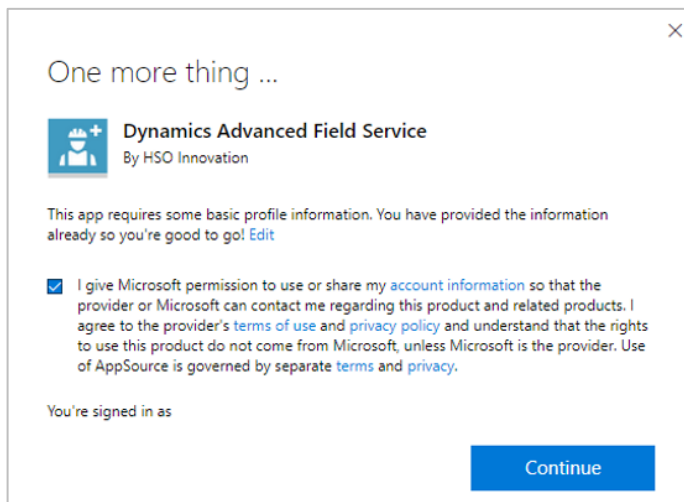 One more thing ...
Dynamics Advanced Field Service
By HSO Innovation
This app requires some basic profile information. You have provided the information
already so you're good to go! Edit
I give Microsoft permission to use or share my account information so that the
provider or Microsoft can contact me regarding this product and related products. I
agree to the provider's terms of use and privacy policy and understand that the rights
to use this product do not come from Microsoft, unless Microsoft is the provider. Use
of AppSource is governed by separate terms and privacy.
You're signed in as
Continue